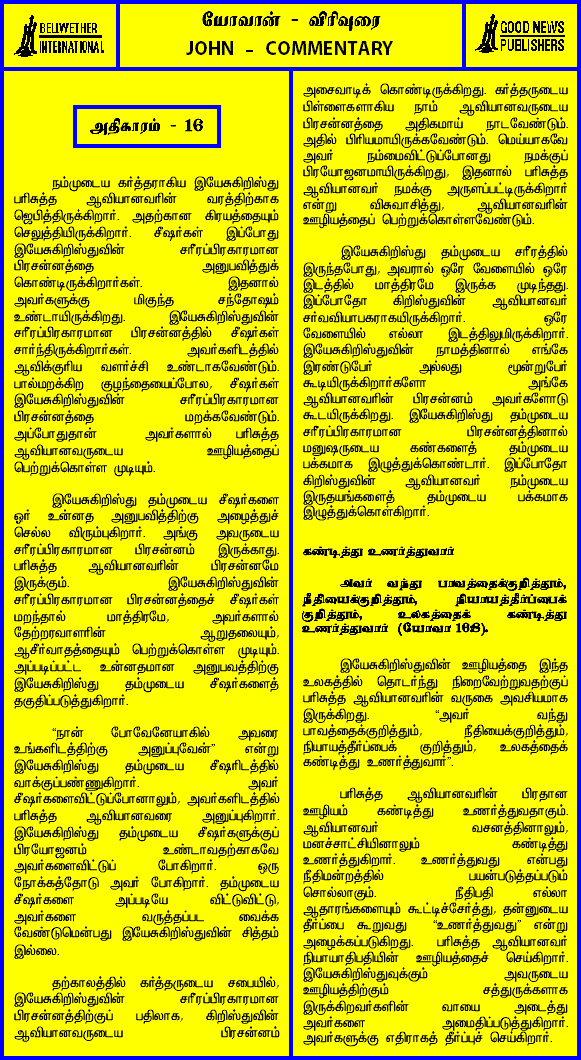 BELWETHER
INTERNATIONAL
யோவான் - விரிவுரை
JOHN - COMMENTARY
GOOD NEWS
PUBLISHERS
அதிகாரம் - 16
நம்முடைய கர்த்தராகிய இயேசுகிறிஸ்து
பரிசுத்த ஆவியானவரின் வரத்திற்காக
ஜெபித்திருக்கிறார். அதற்கான கிரயத்தையும்
செலுத்தியிருக்கிறார். சீஷர்கள் இப்போது
இயேசுகிறிஸ்துவின் சரீரப்பிரகாரமான
பிரசன்னத்தை அனுபவித்துக்
கொண்டிருக்கிறார்கள். இதனால்
அவர்களுக்கு மிகுந்த சந்தோஷம்
உண்டாயிருக்கிறது. இயேசுகிறிஸ்துவின்
சரீரப்பிரகாரமான பிரசன்னத்தில் சீஷர்கள்
சார்ந்திருக்கிறார்கள். அவர்களிடத்தில்
ஆவிக்குரிய வளர்ச்சி உண்டாகவேண்டும்.
பால்மறக்கிற குழந்தையைப்போல, சீஷர்கள்
இயேசுகிறிஸ்துவின் சரீரப்பிரகாரமான
பிரசன்னத்தை மறக்கவேண்டும்.
அப்போதுதான் அவர்களால் பரிசுத்த
ஆவியானவருடைய ஊழியத்தைப்
பெற்றுக்கொள்ள முடியும்.
இயேசுகிறிஸ்து தம்முடைய சீஷர்களை
ஓர் உன்னத அனுபவித்திற்கு அழைத்துச்
செல்ல விரும்புகிறார். அங்கு அவருடைய
சரீரப்பிரகாரமான பிரசன்னம் இருக்காது.
பரிசுத்த ஆவியானவரின் பிரசன்னமே
இருக்கும். இயேசுகிறிஸ்துவின்
சரீரப்பிரகாரமான பிரசன்னத்தைச் சீஷர்கள்
மறந்தால் மாத்திரமே, அவர்களால்
தேற்றரவாளரின் ஆறுதலையும்,
ஆசீர்வாதத்தையும் பெற்றுக்கொள்ள முடியும்.
அப்படிப்பட்ட உன்னதமான அனுபவத்திற்கு
இயேசுகிறிஸ்து தம்முடைய சீஷர்களைத்
தகுதிப்படுத்துகிறார்.
"நான் போவேனேயாகில் அவரை
உங்களிடத்திற்கு அனுப்புவேன்" என்று
இயேசுகிறிஸ்து தம்முடைய சீஷரிடத்தில்
வாக்குப்பண்ணுகிறார். அவர்
சீஷர்களைவிட்டுப்போனாலும், அவர்களிடத்தில்
பரிசுத்த ஆவியானவரை அனுப்புகிறார்.
இயேசுகிறிஸ்து தம்முடைய சீஷர்களுக்குப்
பிரயோஜனம் உண்டாவதற்காகவே
அவர்களைவிட்டுப் போகிறார். ஒரு
நோக்கத்தோடு அவர் போகிறார். தம்முடைய
சீஷர்களை அப்படியே விட்டுவிட்டு,
அவர்களை வருத்தப்பட வைக்க
வேண்டுமென்பது இயேசுகிறிஸ்துவின் சித்தம்
இல்லை.
தற்காலத்தில் கர்த்தருடைய சபையில்,
இயேசுகிறிஸ்துவின் சரீரப்பிரகாரமான
பிரசன்னத்திற்குப் பதிலாக, கிறிஸ்துவின்
ஆவியானவருடைய பிரசன்னம்
அசைவாடிக் கொண்டிருக்கிறது. கர்த்தருடைய
பிள்ளைகளாகிய நாம் ஆவியானவருடைய
பிரசன்னத்தை அதிகமாய் நாடவேண்டும்.
அதில் பிரியமாயிருக்கவேண்டும். மெய்யாகவே
அவர் நம்மைவிட்டுப்போனது நமக்குப்
பிரயோஜனமாயிருக்கிறது, இதனால் பரிசுத்த
ஆவியானவர் நமக்கு அருளப்பட்டிருக்கிறார்
என்று விசுவாசித்து, ஆவியானவரின்
ஊழியத்தைப் பெற்றுக்கொள்ளவேண்டும்.
இயேசுகிறிஸ்து தம்முடைய சரீரத்தில்
இருந்தபோது, அவரால் ஒரே வேளையில் ஒரே
இடத்தில் மாத்திரமே இருக்க முடிந்தது.
இப்போதோ கிறிஸ்துவின் ஆவியானவர்
சர்வவியாபகராகயிருக்கிறார். ஒரே
வேளையில் எல்லா இடத்திலுமிருக்கிறார்.
இயேசுகிறிஸ்துவின் நாமத்தினால் எங்கே
இரண்டுபேர் அல்லது மூன்றுபேர்
கூடியிருக்கிறார்களோ அங்கே
ஆவியானவரின் பிரசன்னம் அவர்களோடு
கூடயிருக்கிறது. இயேசுகிறிஸ்து தம்முடைய
சரீரப்பிரகாரமான பிரசன்னத்தினால்
மனுஷருடைய கண்களைத் தம்முடைய
பக்கமாக இழுத்துக்கொண்டார். இப்போதோ
கிறிஸ்துவின் ஆவியானவர் நம்முடைய
இருதயங்களைத் தம்முடைய பக்கமாக
இழுத்துக்கொள்கிறார்.
கண்டித்து உணர்த்துவார்
அவர் வந்து பாவத்தைக்குறித்தும்,
நீதியைக்குறித்தும், நியாயத்தீர்ப்பைக்
குறித்தும், உலகத்தைக் கண்டித்து
உணர்த்துவார் (யோவா 16:8).
இயேசுகிறிஸ்துவின் ஊழியத்தை இந்த
உலகத்தில் தொடர்ந்து நிறைவேற்றுவதற்குப்
பரிசுத்த ஆவியானவரின் வருகை அவசியமாக
இருக்கிறது. "அவர் வந்து
பாவத்தைக்குறித்தும், நீதியைக்குறித்தும்,
நியாயத்தீர்ப்பைக் குறித்தும், உலகத்தைக்
கண்டித்து உணர்த்துவார்".
பரிசுத்த ஆவியானவரின் பிரதான
ஊழியம் கண்டித்து உணர்த்துவதாகும்.
ஆவியானவர் வசனத்தினாலும்,
மனச்சாட்சியினாலும் கண்டித்து
உணர்த்துகிறார். உணர்த்துவது என்பது
நீதிமன்றத்தில் பயன்படுத்தப்படும்
சொல்லாகும். நீதிபதி எல்லா
ஆதாரங்களையும் கூட்டிச்சேர்த்து, தன்னுடைய
தீர்ப்பை கூறுவது "உணர்த்துவது" என்று
அழைக்கப்படுகிறது. பரிசுத்த ஆவியானவர்
நியாயாதிபதியின் ஊழியத்தைச் செய்கிறார்.
இயேசுகிறிஸ்துவுக்கும் அவருடைய
ஊழியத்திற்கும் சத்துருக்களாக
இருக்கிறவர்களின் வாயை அடைத்து
அவர்களை அமைதிப்படுத்துகிறார்.
அவர்களுக்கு எதிராகத் தீர்ப்புச் செய்கிறார்.